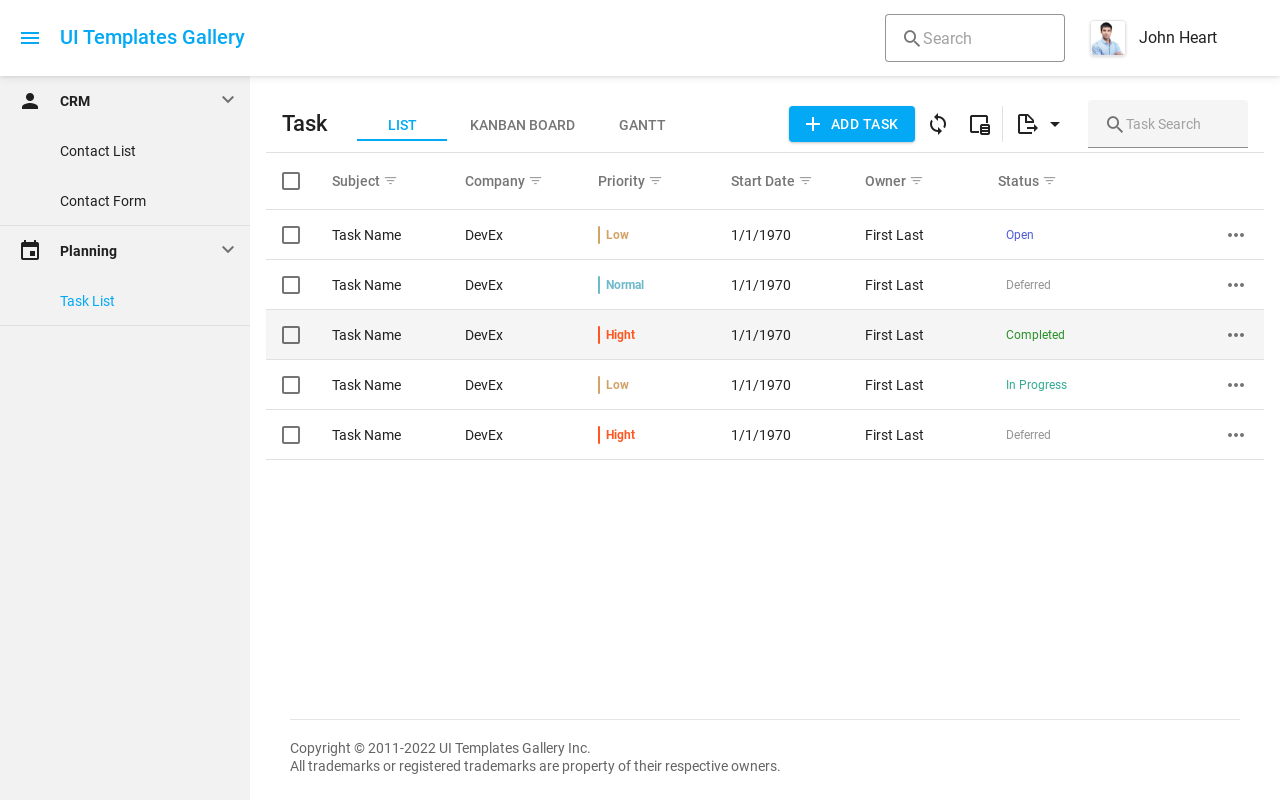 UI Templates Gallery
Search
John Heart
CRM
Contact List
Contact Form
Planning
Task List
Task
LIST
KANBAN BOARD
GANTT
ADD TASK
Task Search
Subject Company Priority Start Date Owner Status
Task Name DevEx Low 1/1/1970 First Last Open
Task Name DevEx Normal 1/1/1970 First Last Deferred
Task Name DevEx Hight 1/1/1970 First Last Completed
Task Name DevEx Low 1/1/1970 First Last In Progress
Task Name DevEx Hight 1/1/1970 First Last Deferred
Copyright © 2011-2022 UI Templates Gallery Inc.
All trademarks or registered trademarks are property of their respective owners.